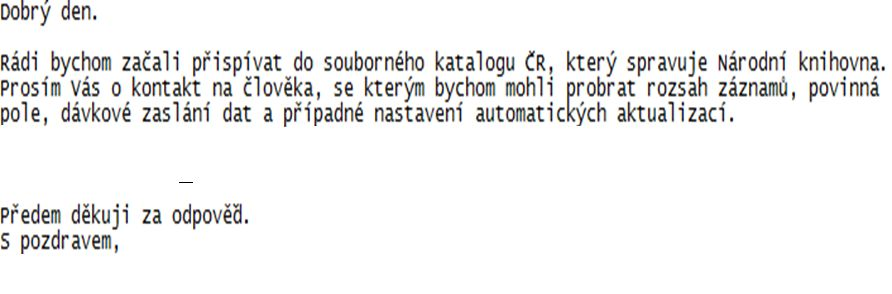 Dobrý den.
Rádi bychom začali přispívat do souborného katalogu ČR, který spravuje Národní knihovna.
Prosím Vás o kontakt na člověka, se kterým bychom mohli probrat rozsah záznamů, povinná
pole, dávkové zaslání dat a případné nastavení automatických aktualizací.
_
Předem děkuji za odpověď.
S pozdravem,